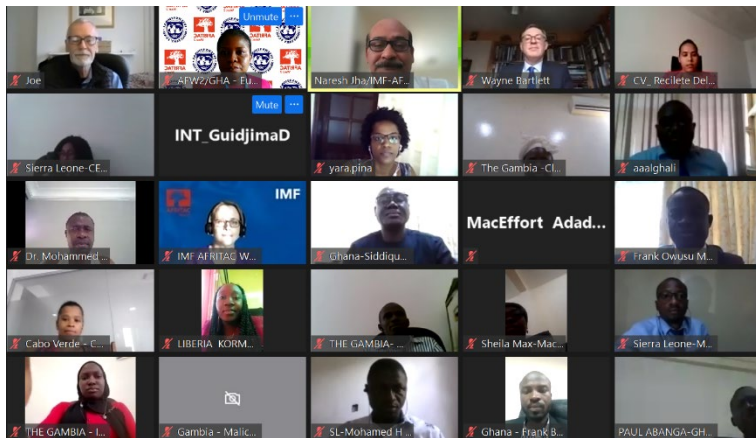 Unmute
Joe
AFW2/GHA - Eu...
Naresh Jha/IMF-AF...
Wayne Bartlett
CV_ Recilete Del...
Mute
Sierra Leone-CE...
INT_GuidjimaD
yara.pina
The Gambia -Cl...
aaalghali
Dr. Mohammed ...
IMF
IMF AFRITAC W...
Ghana-Siddiqu...
MacEffort Adad...
Frank Owusu M...
Cabo Verde - C...
LIBERIA KORM...
THE GAMBIA- ...
Sheila Max-Mac...
Sierra Leone-M...
THE GAMBIA - I...
Gambia - Malic...
SL-Mohamed H...
Ghana - Frank B...
PAUL ABANGA-GH...